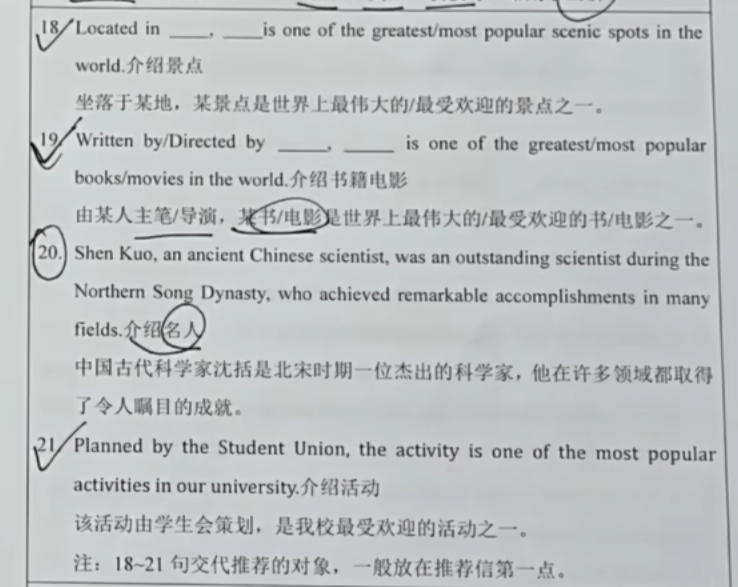 18. Located in ____, ____is one of the greatest/most popular scenic spots in the
world.介绍景点
坐落于某地，某景点是世界上最伟大的/最受欢迎的景点之一。
19. Written by/Directed by _____, _____ is one of the greatest/most popular
books/movies in the world.介绍书籍电影
由某人主笔/导演，某书/电影是世界上最伟大的/最受欢迎的书/电影之一。
20. Shen Kuo, an ancient Chinese scientist, was an outstanding scientist during the
Northern Song Dynasty, who achieved remarkable accomplishments in many
fields.介绍名人
中国古代科学家沈括是北宋时期一位杰出的科学家，他在许多领域都取得
了令人瞩目的成就。
21 Planned by the Student Union, the activity is one of the most popular
activities in our university.介绍活动
该活动由学生会策划，是我校最受欢迎的活动之一。
注：18~21 句交代推荐的对象，一般放在推荐信第一点。